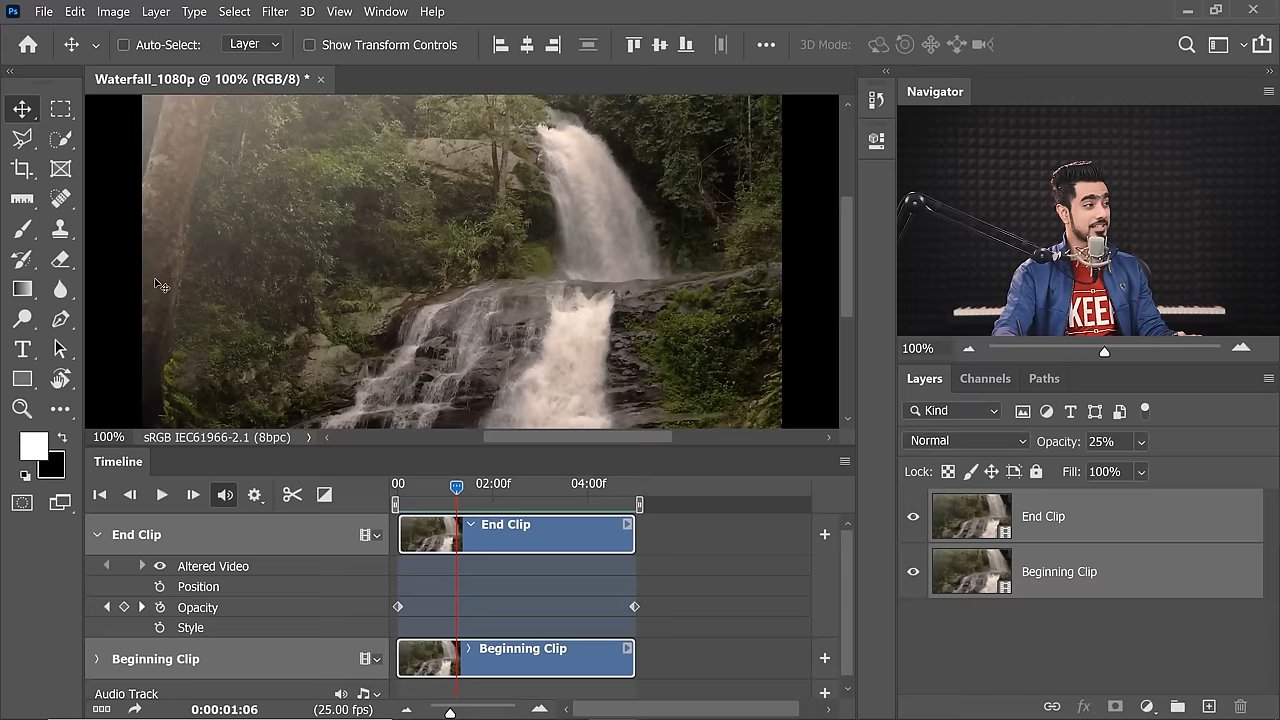 Ps File Edit Image Layer Type Select Filter 3D View Window Help
Auto-Select: Layer Show Transform Controls 3D Mode:
Waterfall_1080p @ 100% (RGB/8) *
Navigator
KEEP
100%
Layers Channels Paths
Kind
Normal Opacity: 25%
Lock: Fill: 100%
End Clip
Beginning Clip
100% sRGB IEC61966-2.1 (8bpc)
Timeline
00 02:00f 04:00f
End Clip End Clip
Altered Video
Position
Opacity
Style
Beginning Clip Beginning Clip
Audio Track
0:00:01:06 (25.00 fps)